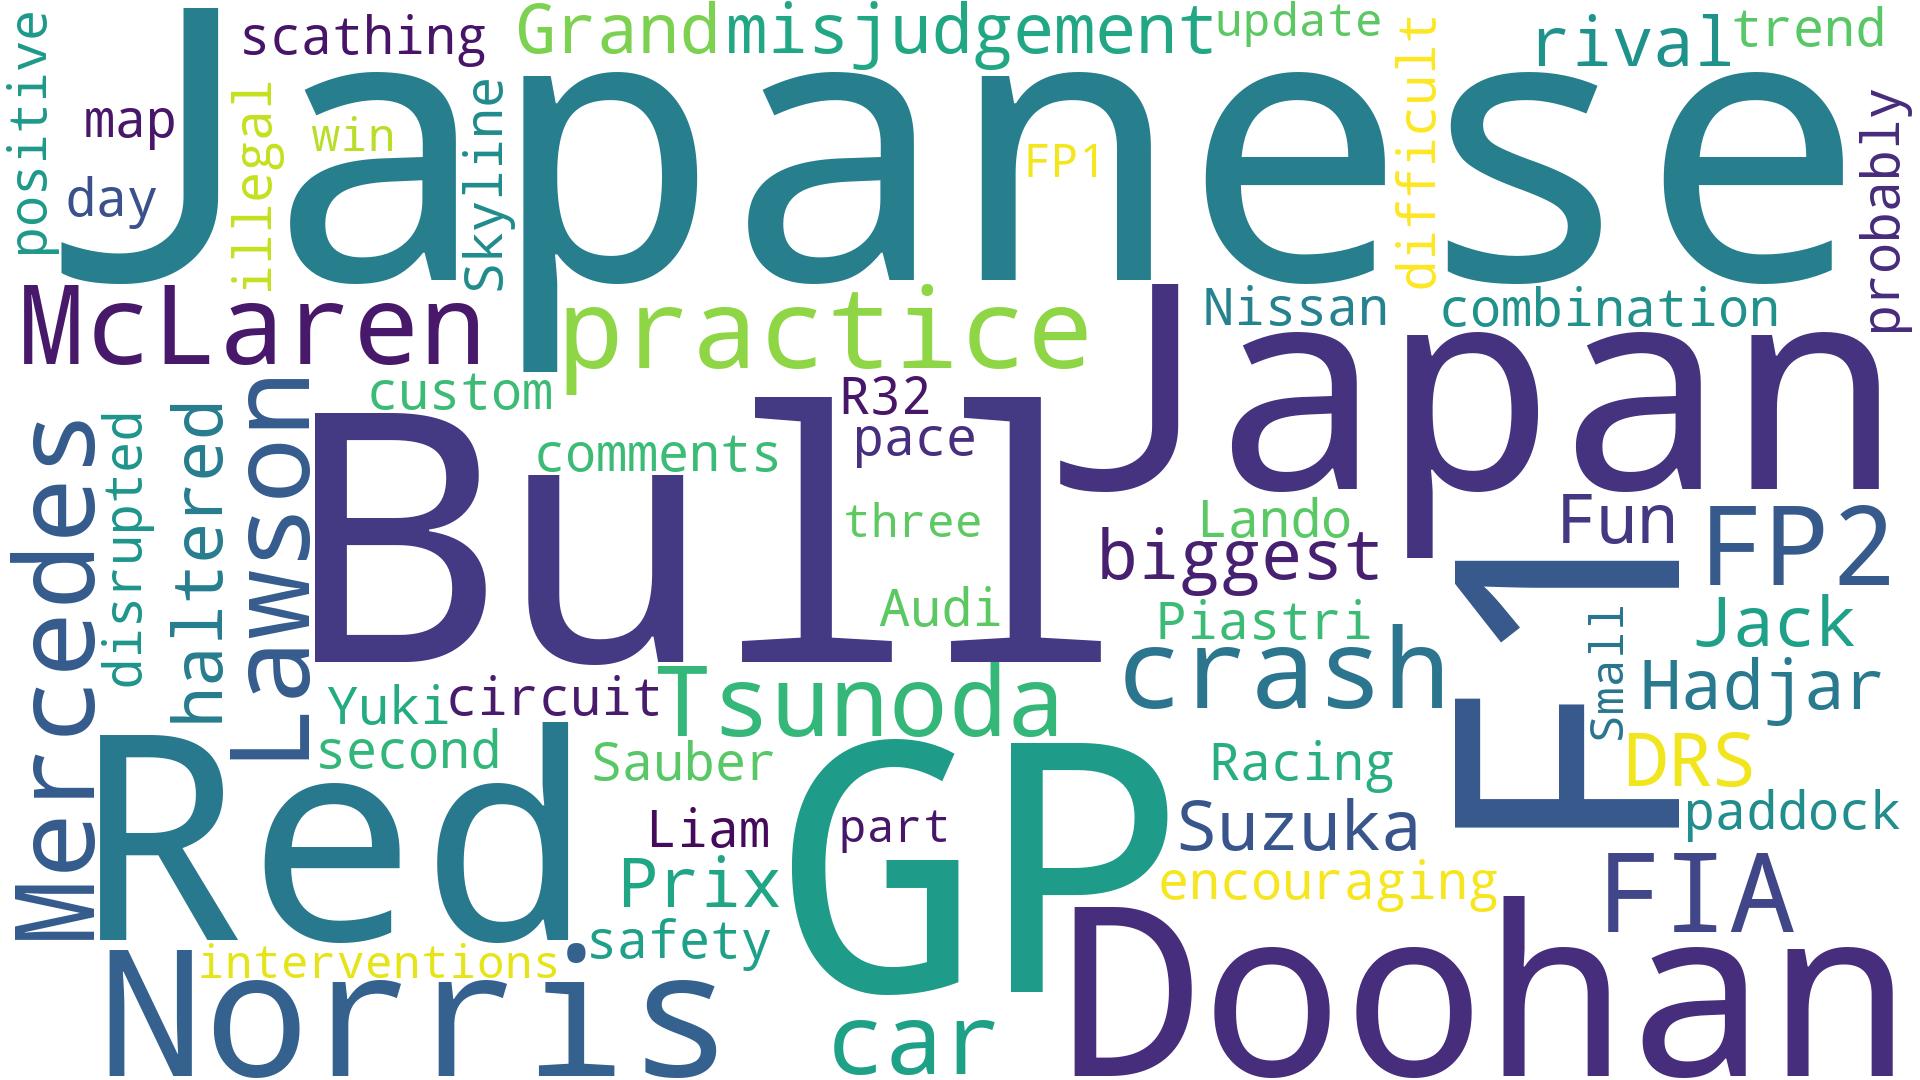 Japanese
positive
scathing
Grand
misjudgement
update
difficult
rival
trend
map
illegal
win
Skyline
FP1
probably
day
McLaren
practice
Nissan
combination
Japan
custom
R32
pace
Mercedes
disrupted
haltered
Lawson
Bull
comments
three
Lando
biggest
Fun
FP2
Audi
Piastri
crash
F1
Small
Jack
Hadjar
Yuki
circuit
Tsunoda
second
Sauber
Racing
DRS
paddock
Red
GP
Liam
part
Suzuka
Prix
encouraging
FIA
safety
interventions
Norris
car
Doohan